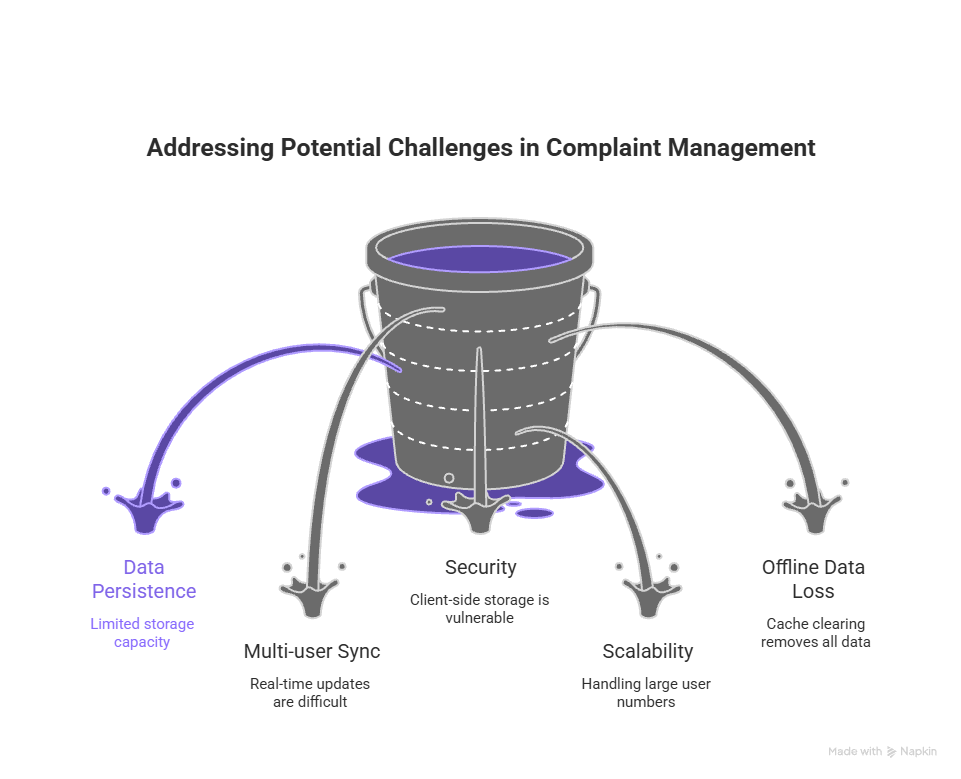 Addressing Potential Challenges in Complaint Management
Data
Persistence
Limited storage
capacity
Multi-user Sync
Real-time updates
are difficult
Security
Client-side storage is
vulnerable
Scalability
Handling large user
numbers
Offline Data
Loss
Cache clearing
removes all data
Made with Napkin